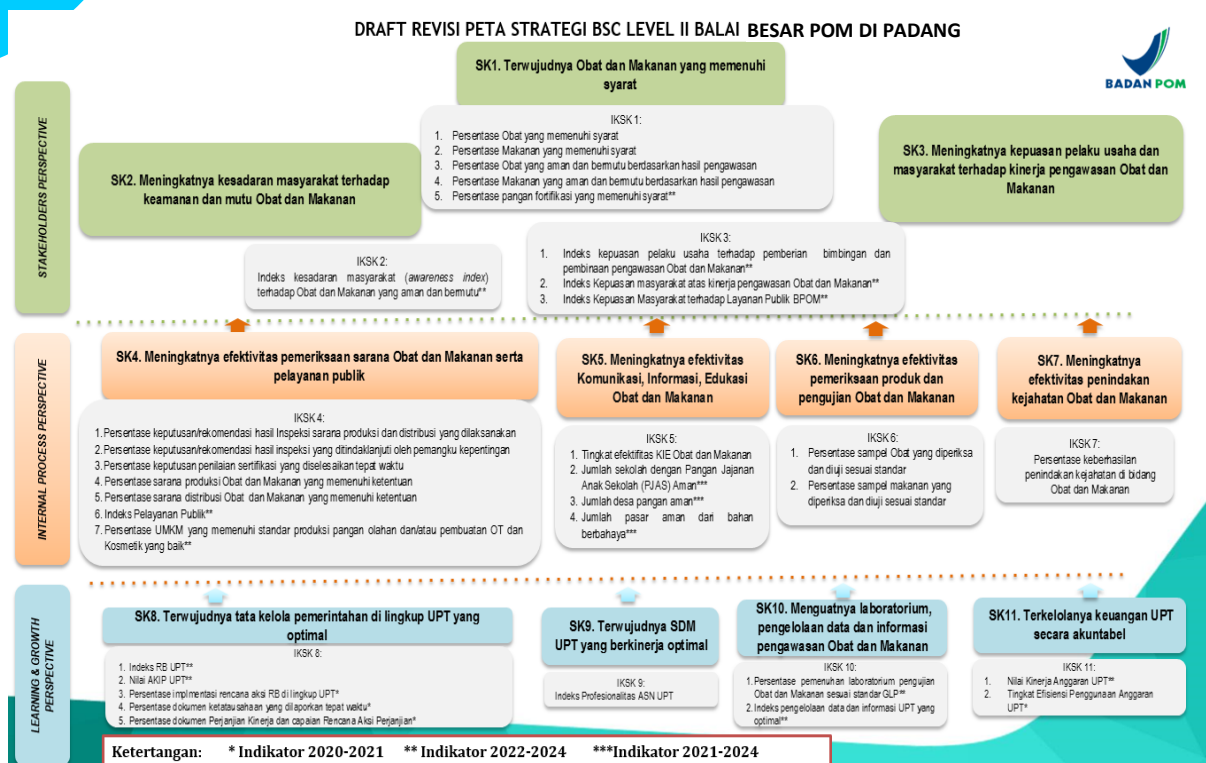 DRAFT REVISI PETA STRATEGI BSC LEVEL II BALAI BESAR POM DI PADANG
BADAN POM
STAKEHOLDERS PERSPECTIVE
SK1. Terwujudnya Obat dan Makanan yang memenuhi
syarat
IKSK 1:
1. Persentase Obat yang memenuhi syarat
2. Persentase Makanan yang memenuhi syarat
3. Persentase Obat yang aman dan bermutu berdasarkan hasil pengawasan
4. Persentase Makanan yang aman dan bermutu berdasarkan hasil pengawasan
5. Persentase pangan fortifikasi yang memenuhi syarat**
SK2. Meningkatnya kesadaran masyarakat terhadap
keamanan dan mutu Obat dan Makanan
IKSK 2:
Indeks kesadaran masyarakat (awareness index)
terhadap Obat dan Makanan yang aman dan bermutu**
SK3. Meningkatnya kepuasan pelaku usaha dan
masyarakat terhadap kinerja pengawasan Obat dan
Makanan
IKSK 3:
1. Indeks kepuasan pelaku usaha terhadap pemberian bimbingan dan
pembinaan pengawasan Obat dan Makanan**
2. Indeks Kepuasan masyarakat atas kinerja pengawasan Obat dan Makanan**
3. Indeks Kepuasan Masyarakat terhadap Layanan Publik BPOM**
INTERNAL PROCESS PERSPECTIVE
SK4. Meningkatnya efektivitas pemeriksaan sarana Obat dan Makanan serta
pelayanan publik
IKSK 4:
1. Persentase keputusan/rekomendasi hasil Inspeksi sarana produksi dan distribusi yang dilaksanakan
2. Persentase keputusan/rekomendasi hasil inspeksi yang ditindaklanjuti oleh pemangku kepentingan
3. Persentase keputusan penilaian sertifikasi yang diselesaikan tepat waktu
4. Persentase sarana produksi Obat dan Makanan yang memenuhi ketentuan
5. Persentase sarana distribusi Obat dan Makanan yang memenuhi ketentuan
6. Indeks Pelayanan Publik**
7. Persentase UMKM yang memenuhi standar produksi pangan olahan dan/atau pembuatan OT dan
Kosmetik yang baik**
SK5. Meningkatnya efektivitas
Komunikasi, Informasi, Edukasi
Obat dan Makanan
IKSK 5:
1. Tingkat efektifitas KIE Obat dan Makanan
2. Jumlah sekolah dengan Pangan Jajanan
Anak Sekolah (PJAS) Aman***
3. Jumlah desa pangan aman***
4. Jumlah pasar aman dari bahan
berbahaya***
SK6. Meningkatnya efektivitas
pemeriksaan produk dan
pengujian Obat dan Makanan
IKSK 6:
1. Persentase sampel Obat yang diperiksa
dan diuji sesuai standar
2. Persentase sampel makanan yang
diperiksa dan diuji sesuai standar
SK7. Meningkatnya
efektivitas penindakan
kejahatan Obat dan Makanan
IKSK 7:
Persentase keberhasilan
penindakan kejahatan di bidang
Obat dan Makanan
LEARNING & GROWTH
PERSPECTIVE
SK8. Terwujudnya tata kelola pemerintahan di lingkup UPT yang
optimal
IKSK 8:
1. Indeks RB UPT**
2. Nilai AKIP UPT**
3. Persentase implmentasi rencana aksi RB di lingkup UPT*
4. Persentase dokumen ketatausahaan yang dilaporkan tepat waktu*
5. Persentase dokumen Perjanjian Kinerja dan capaian Rencana Aksi Perjanjian*
SK9. Terwujudnya SDM
UPT yang berkinerja optimal
IKSK 9:
Indeks Profesionalitas ASN UPT
SK10. Menguatnya laboratorium,
pengelolaan data dan informasi
pengawasan Obat dan Makanan
IKSK 10:
1. Persentase pemenuhan laboratorium pengujian
Obat dan Makanan sesuai standar GLP**
2. Indeks pengelolaan data dan informasi UPT yang
optimal**
SK11. Terkelolanya keuangan UPT
secara akuntabel
IKSK 11:
1. Nilai Kinerja Anggaran UPT**
2. Tingkat Efisiensi Penggunaan Anggaran
UPT*
Ketertangan: * Indikator 2020-2021 ** Indikator 2022-2024 ***Indikator 2021-2024